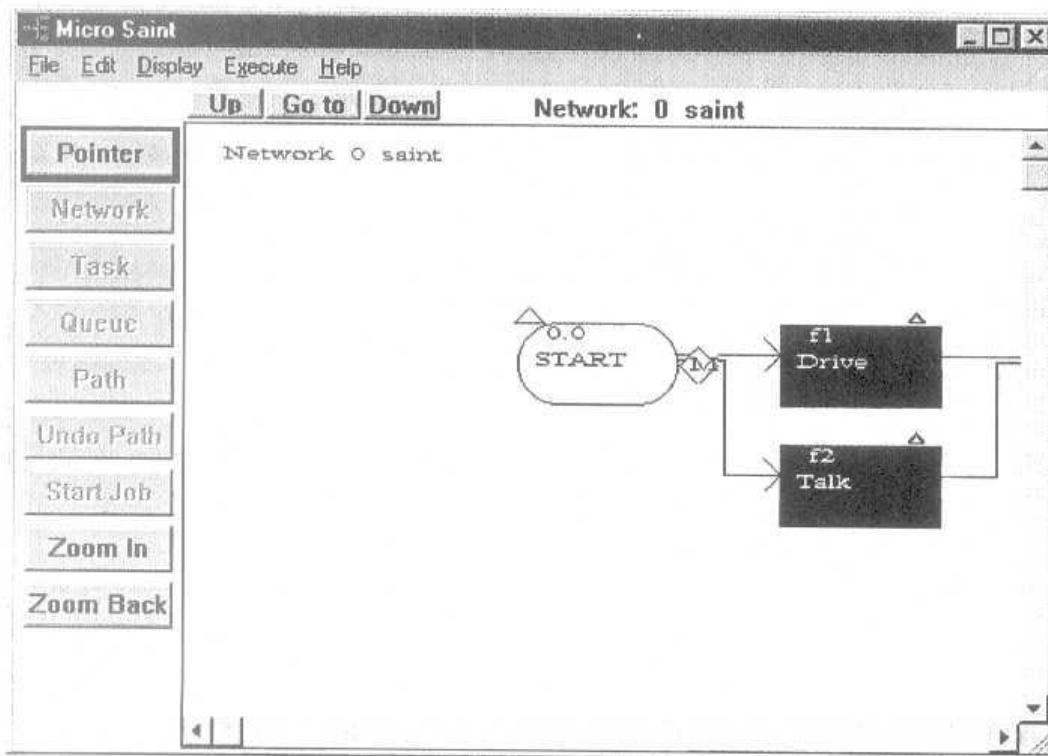 Micro Saint
File Edit Display Execute Help
Up Go to Down Network: 0 saint
Pointer
Network
Task
Queue
Path
Undo Path
Start Job
Zoom In
Zoom Back
Network 0 saint
0.0
START
M
f1
Drive
f2
Talk